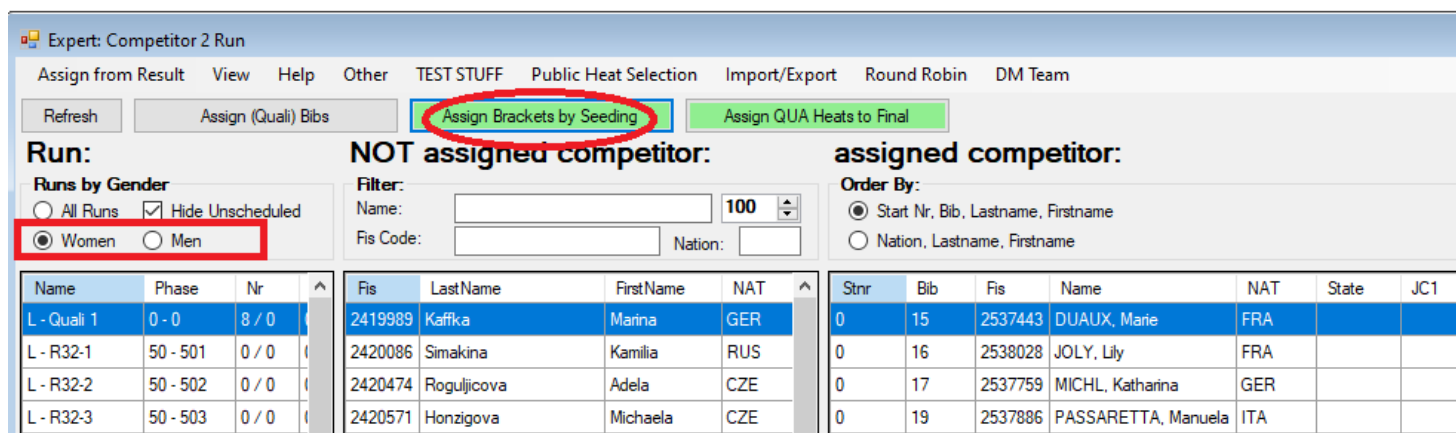 Expert: Competitor 2 Run
Assign from Result View Help Other TEST STUFF Public Heat Selection Import/Export Round Robin DM Team
Refresh Assign (Quali) Bibs Assign Brackets by Seeding Assign QUA Heats to Final
Run: NOT assigned competitor: assigned competitor:
Runs by Gender Filter: Order By:
All Runs Hide Unscheduled Name: 100 Start Nr, Bib, Lastname, Firstname
Women Men Fis Code: Nation: Nation, Lastname, Firstname
Name Phase Nr Fis LastName FirstName NAT Stnr Bib Fis Name NAT State JC1
L - Quali 1 0 - 0 8 / 0 2419989 Kaffka Marina GER 0 15 2537443 DUAUX, Marie FRA
L - R32-1 50 - 501 0 / 0 2420086 Simakina Kamilia RUS 0 16 2538028 JOLY, Lily FRA
L - R32-2 50 - 502 0 / 0 2420474 Roguljicova Adela CZE 0 17 2537759 MICHL, Katharina GER
L - R32-3 50 - 503 0 / 0 2420571 Honzigova Michaela CZE 0 19 2537886 PASSARETTA, Manuela ITA